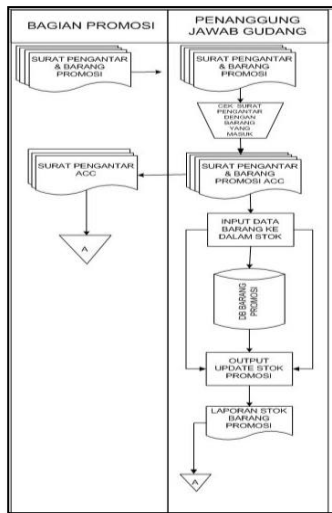 BAGIAN PROMOSI
PENANGGUNG
JAWAB GUDANG
SURAT PENGANTAR
& BARANG
PROMOSI
SURAT PENGANTAR
& BARANG
PROMOSI
CEK SURAT
PENGANTAR
DENGAN
BARANG
YANG
MASUK
SURAT PENGANTAR
ACC
SURAT PENGANTAR
& BARANG
PROMOSI ACC
A
INPUT DATA
BARANG KE
DALAM STOK
DB BARANG
PROMOSI
OUTPUT
UPDATE STOK
PROMOSI
LAPORAN STOK
BARANG
PROMOSI
A